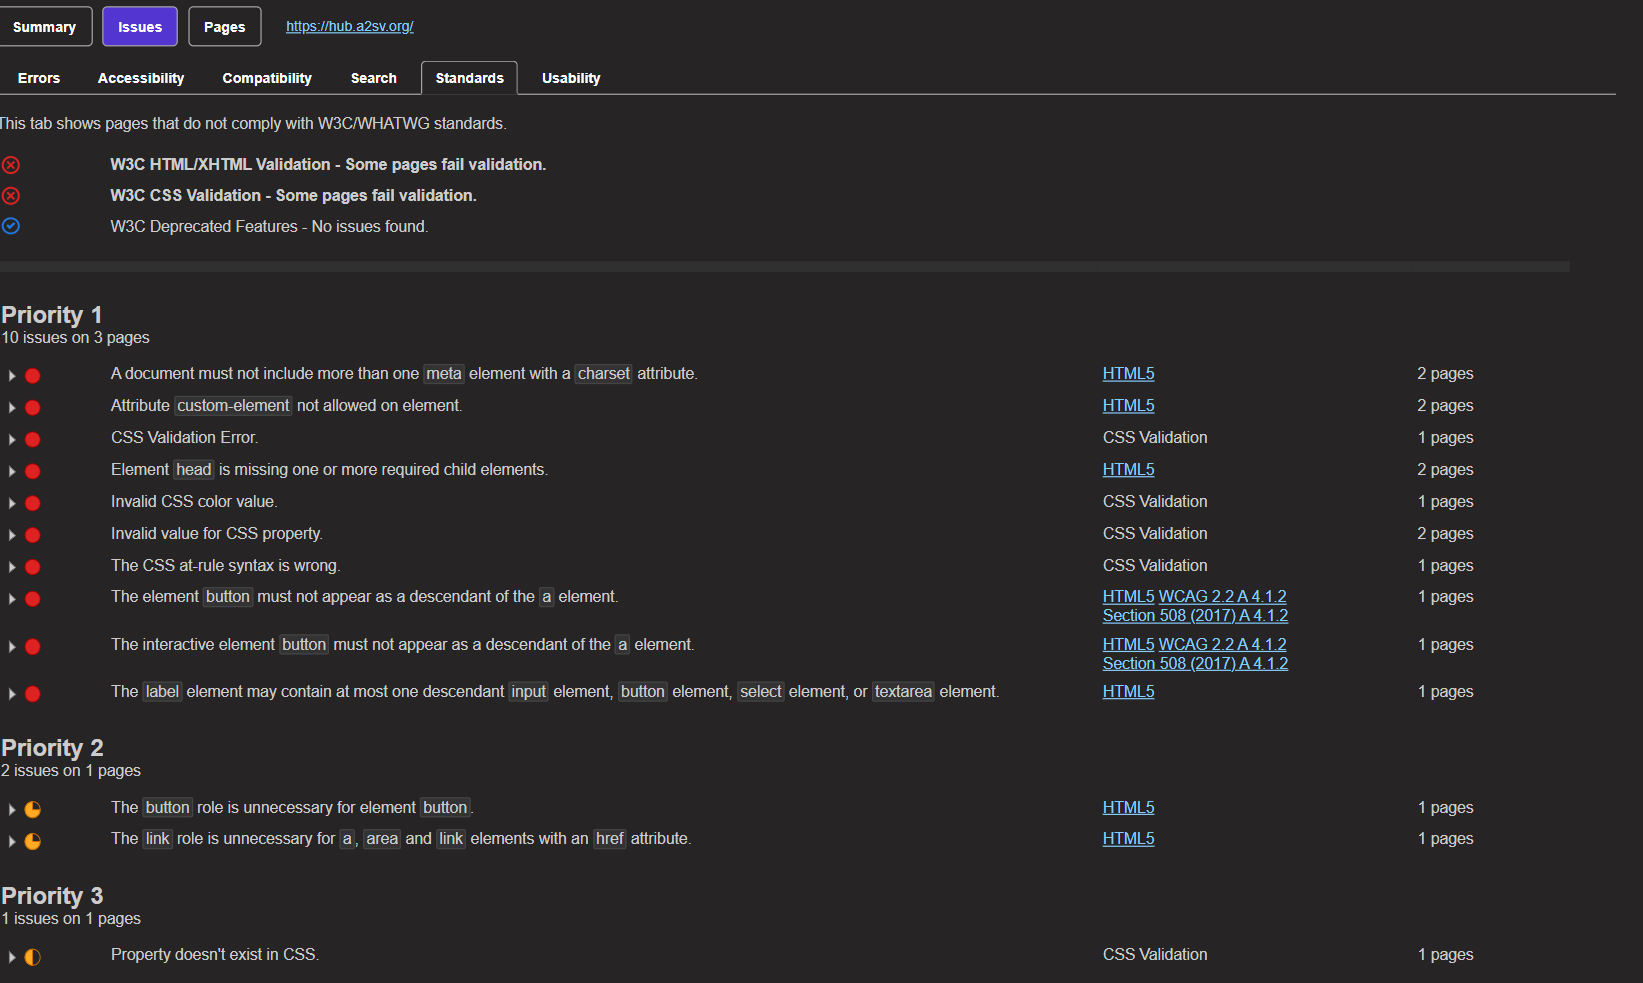 Summary Issues Pages https://hub.a2sv.org/
Errors Accessibility Compatibility Search Standards Usability
This tab shows pages that do not comply with W3C/WHATWG standards.
W3C HTML/XHTML Validation - Some pages fail validation.
W3C CSS Validation - Some pages fail validation.
W3C Deprecated Features - No issues found.
Priority 1
10 issues on 3 pages
A document must not include more than one meta element with a charset attribute. HTML5 2 pages
Attribute custom-element not allowed on element. HTML5 2 pages
CSS Validation Error. CSS Validation 1 pages
Element head is missing one or more required child elements. HTML5 2 pages
Invalid CSS color value. CSS Validation 1 pages
Invalid value for CSS property. CSS Validation 2 pages
The CSS at-rule syntax is wrong. CSS Validation 1 pages
The element button must not appear as a descendant of the a element. HTML5 WCAG 2.2 A 4.1.2 1 pages
Section 508 (2017) A 4.1.2
The interactive element button must not appear as a descendant of the a element. HTML5 WCAG 2.2 A 4.1.2 1 pages
Section 508 (2017) A 4.1.2
The label element may contain at most one descendant input element, button element, select element, or textarea element. HTML5 1 pages
Priority 2
2 issues on 1 pages
The button role is unnecessary for element button. HTML5 1 pages
The link role is unnecessary for a, area and link elements with an href attribute. HTML5 1 pages
Priority 3
1 issues on 1 pages
Property doesn't exist in CSS. CSS Validation 1 pages